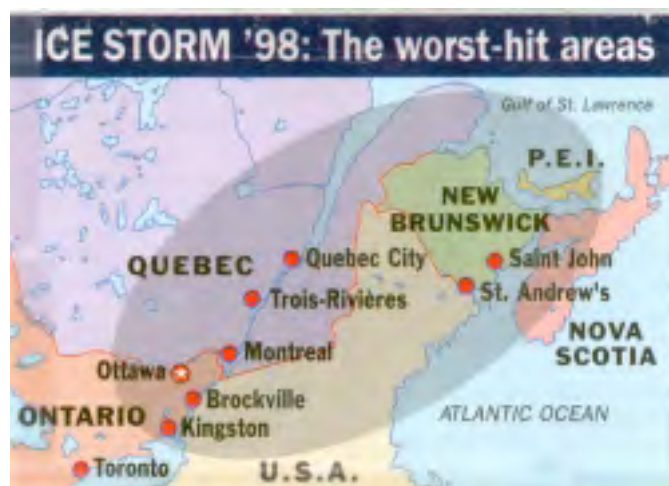 ICE STORM '98: The worst-hit areas
Gulf of St. Lawrence
P.E.I.
NEW
BRUNSWICK
QUEBEC
Quebec City
Saint John
Trois-Rivières
St. Andrew's
NOVA
SCOTIA
Montreal
Ottawa
Brockville
ONTARIO
ATLANTIC OCEAN
Kingston
Toronto
U.S.A.